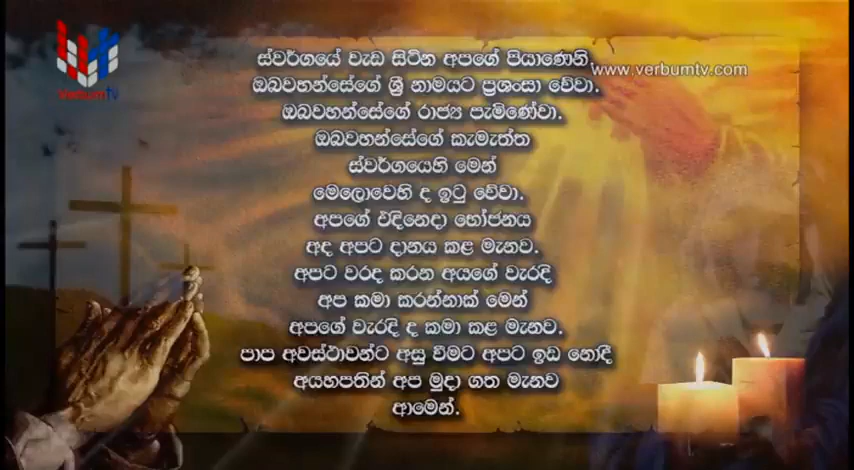 VerbumTV
www.verbumtv.com
ස්වර්ගයේ වැඩ සිටින අපගේ පියාණෙනි,
ඔබවහන්සේගේ ශ්‍රී නාමයට ප්‍රශංසා වේවා.
ඔබවහන්සේගේ රාජ්‍ය පැමිණේවා.
ඔබවහන්සේගේ කැමැත්ත
ස්වර්ගයෙහි මෙන්
මෙලොවෙහි ද ඉටු වේවා.
අපගේ එදිනෙදා භෝජනය
අද අපට දානය කළ මැනව.
අපට වරද කරන අයගේ වැරදි
අප කමා කරන්නාක් මෙන්
අපගේ වැරදි ද කමා කළ මැනව.
පාප අවස්ථාවන්ට අසු වීමට අපට ඉඩ නොදී
අයහපතින් අප මුදා ගත මැනව
ආමෙන්.